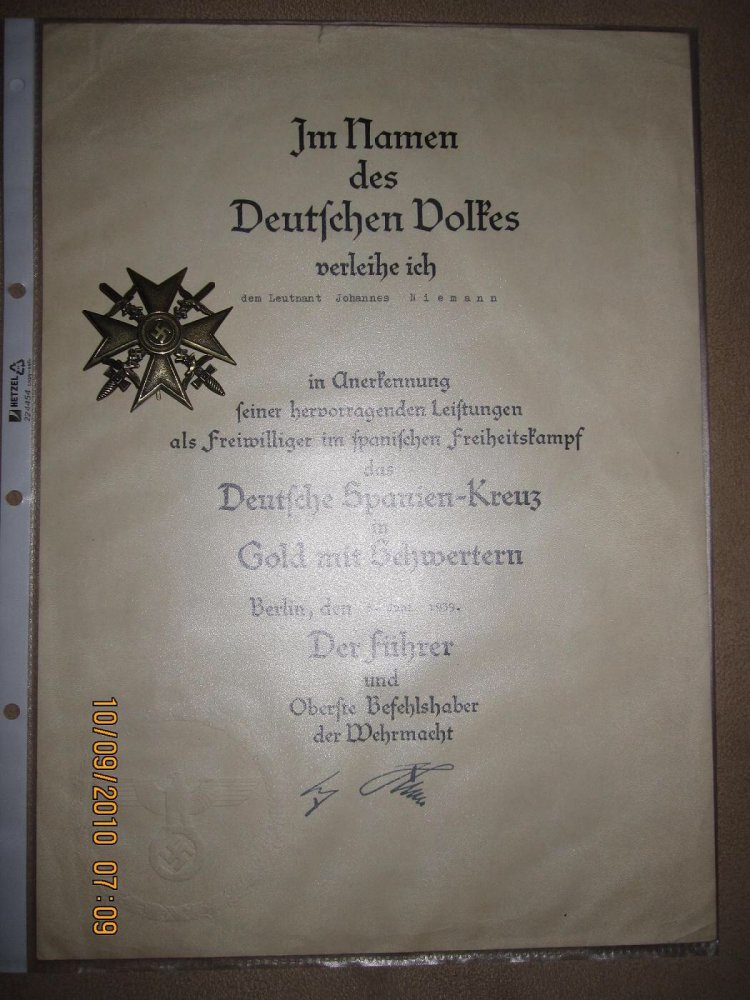 Im Namen
des
Deutſchen Volkes
verleihe ich
dem Leutnant Johannes Niemann
in Anerkennung
ſeiner hervorragenden Leiſtungen
als Freiwilliger im ſpaniſchen Freiheitskampf
das
Deutſche Spanien-Kreuz
in
Gold mit Schwertern
Berlin, den 1939.
Der Führer
und
Oberſte Befehlshaber
der Wehrmacht
HETZEL
224454
10/09/2010 07:09